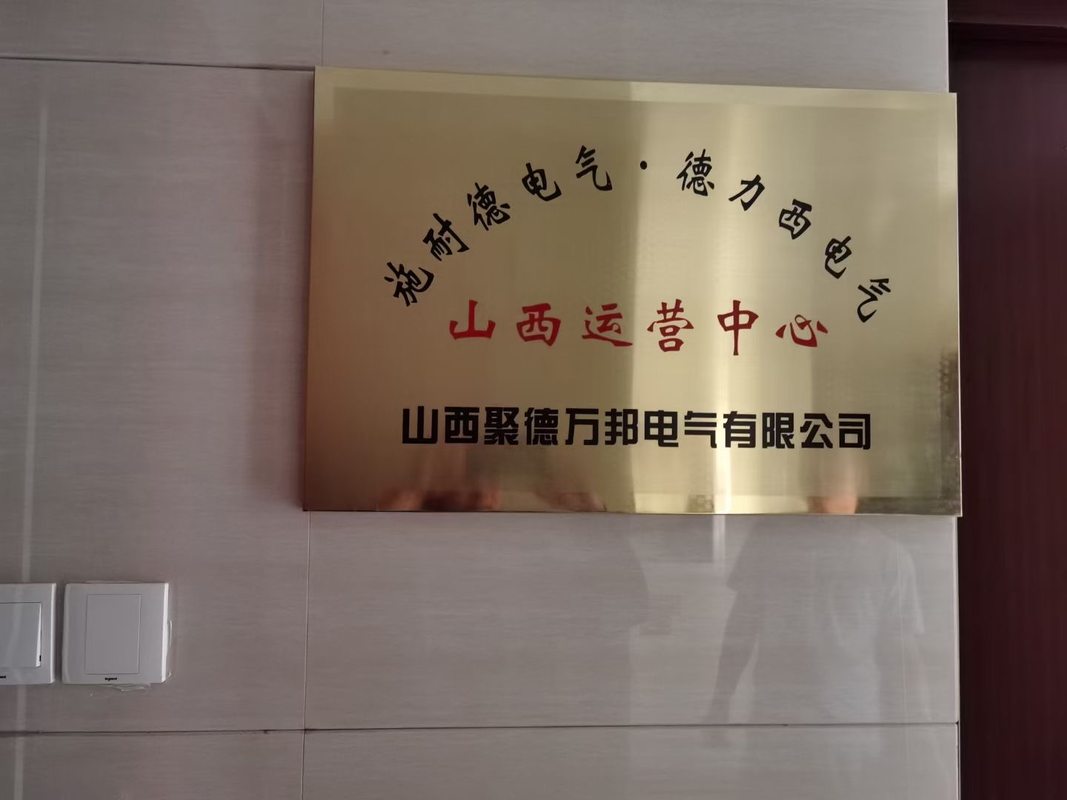 施耐德电气·德力西电气
山西运营中心
山西聚德万邦电气有限公司
legrand